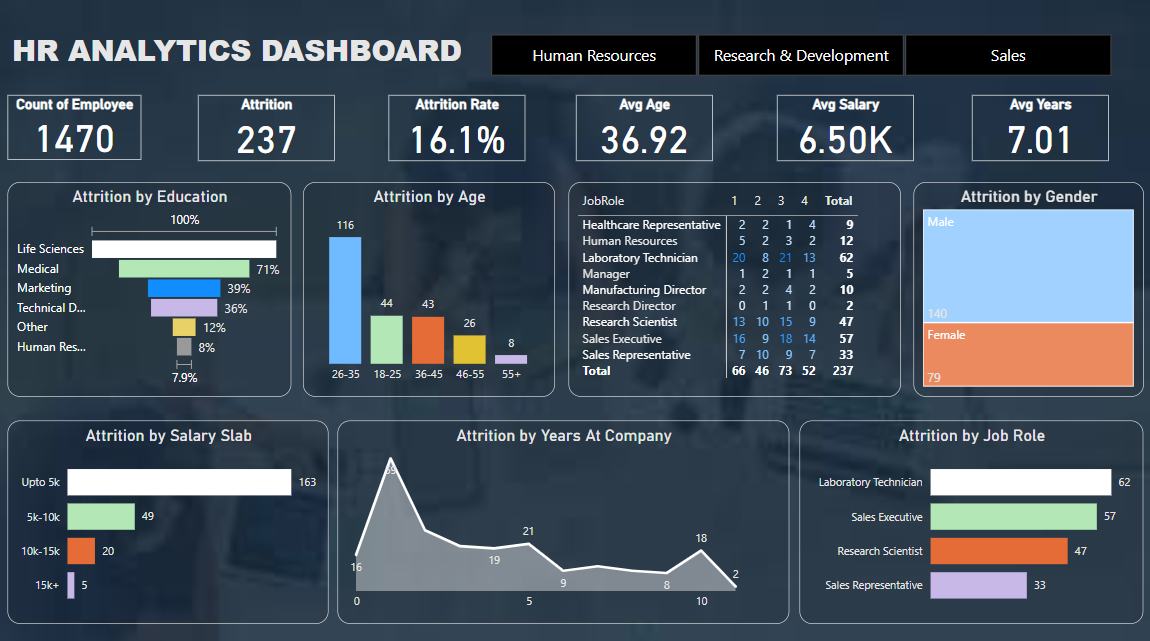 HR ANALYTICS DASHBOARD
Human Resources
Research & Development
Sales
Count of Employee
1470
Attrition
237
Attrition Rate
16.1%
Avg Age
36.92
Avg Salary
6.50K
Avg Years
7.01
Attrition by Education
100%
Life Sciences
Medical 71%
Marketing 39%
Technical D... 36%
Other 12%
Human Res... 8%
7.9%
Attrition by Age
116
44
43
26
8
26-35 18-25 36-45 46-55 55+
JobRole 1 2 3 4 Total
Healthcare Representative 2 2 1 4 9
Human Resources 5 2 3 2 12
Laboratory Technician 20 8 21 13 62
Manager 1 2 1 1 5
Manufacturing Director 2 2 4 2 10
Research Director 0 1 1 0 2
Research Scientist 13 10 15 9 47
Sales Executive 16 9 18 14 57
Sales Representative 7 10 9 7 33
Total 66 46 73 52 237
Attrition by Gender
Male
140
Female
79
Attrition by Salary Slab
Upto 5k 163
5k-10k 49
10k-15k 20
15k+ 5
Attrition by Years At Company
16
19
21
9
8
18
2
0 5 10
Attrition by Job Role
Laboratory Technician 62
Sales Executive 57
Research Scientist 47
Sales Representative 33